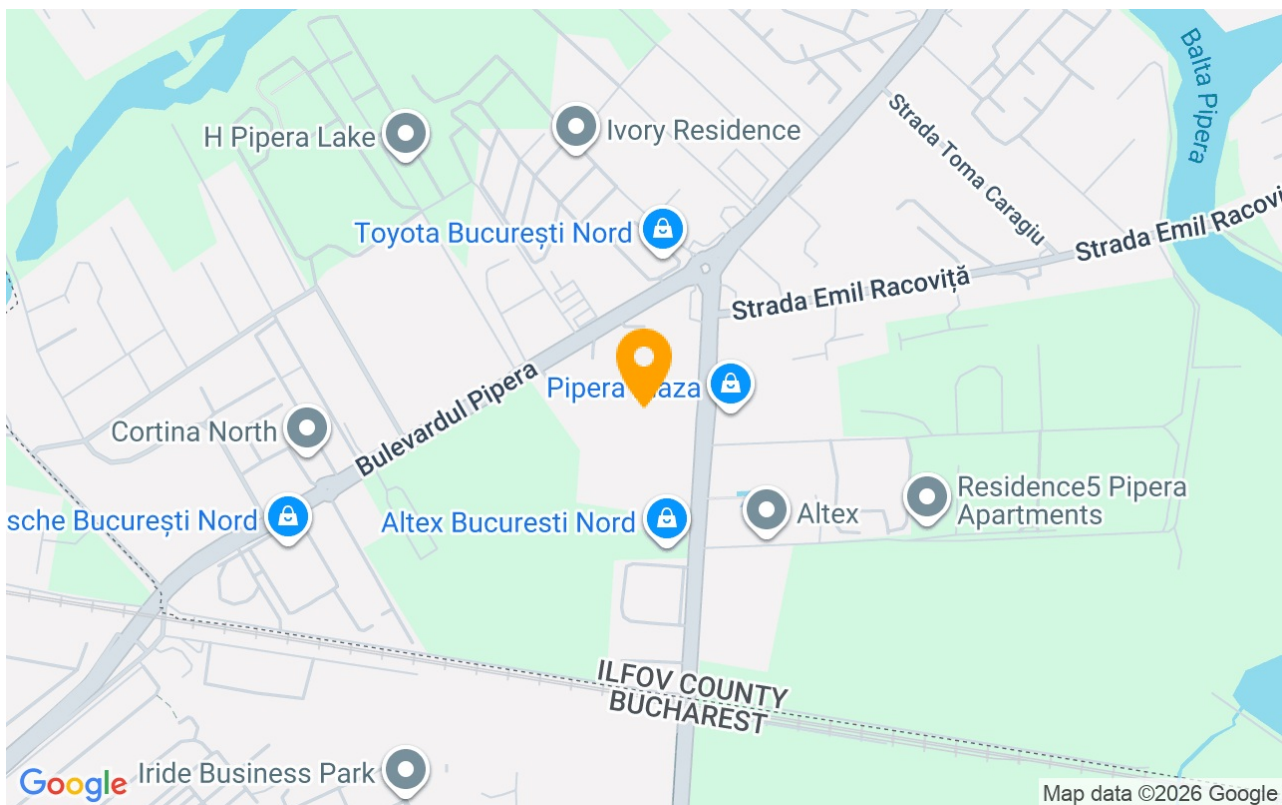 Balta Pipera
H Pipera Lake
Ivory Residence
Strada Toma Caragiu
Toyota București Nord
Strada Emil Racoviț
Strada Emil Racoviță
Bulevardul Pipera
Pipera
aza
Cortina North
sche București Nord
Altex Bucuresti Nord
Altex
Residence5 Pipera
Apartments
ILFOV COUNTY
BUCHAREST
Iride Business Park
Google
Map data ©2026 Google